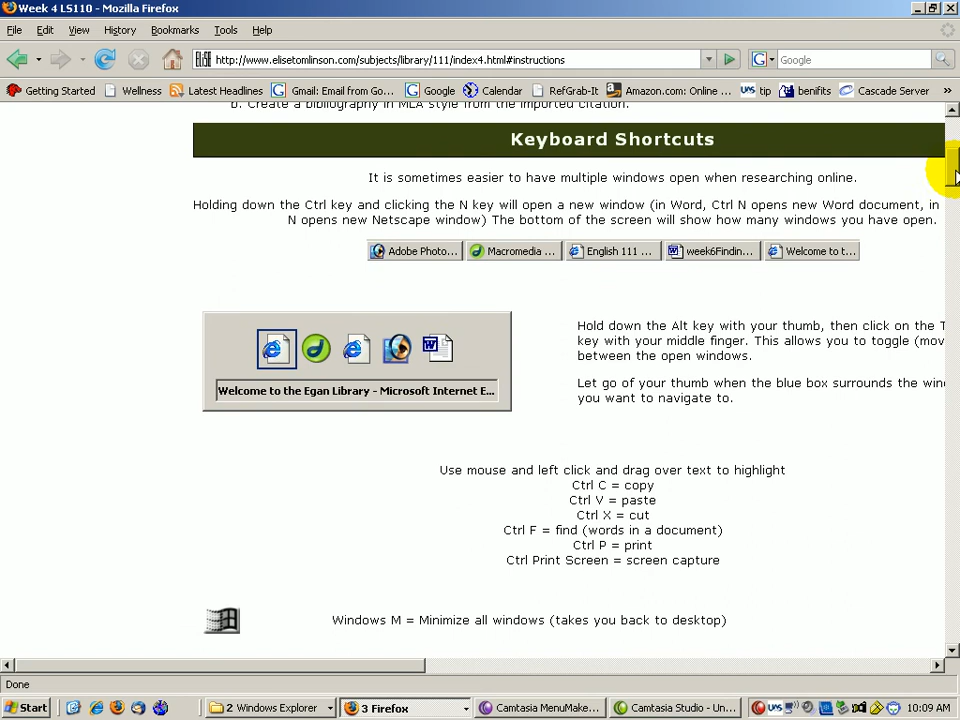 Week 4 LS110 - Mozilla Firefox
File Edit View History Bookmarks Tools Help
http://www.elisetomlinson.com/subjects/library/111/index4.html#instructions
Google
Getting Started Wellness Latest Headlines Gmail: Email from Go... Google Calendar RefGrab-It Amazon.com: Online ... tip benifits Cascade Server »
b. Create a bibliography in MLA style from the imported citation.
Keyboard Shortcuts
It is sometimes easier to have multiple windows open when researching online.
Holding down the Ctrl key and clicking the N key will open a new window (in Word, Ctrl N opens new Word document, in
N opens new Netscape window) The bottom of the screen will show how many windows you have open.
Adobe Photo... Macromedia ... English 111 ... week6Findin... Welcome to t...
Hold down the Alt key with your thumb, then click on the T
key with your middle finger. This allows you to toggle (mov
between the open windows.
Welcome to the Egan Library - Microsoft Internet E...
Let go of your thumb when the blue box surrounds the win
you want to navigate to.
Use mouse and left click and drag over text to highlight
Ctrl C = copy
Ctrl V = paste
Ctrl X = cut
Ctrl F = find (words in a document)
Ctrl P = print
Ctrl Print Screen = screen capture
Windows M = Minimize all windows (takes you back to desktop)
Done
Start 2 Windows Explorer 3 Firefox Camtasia MenuMake... Camtasia Studio - Un... 10:09 AM